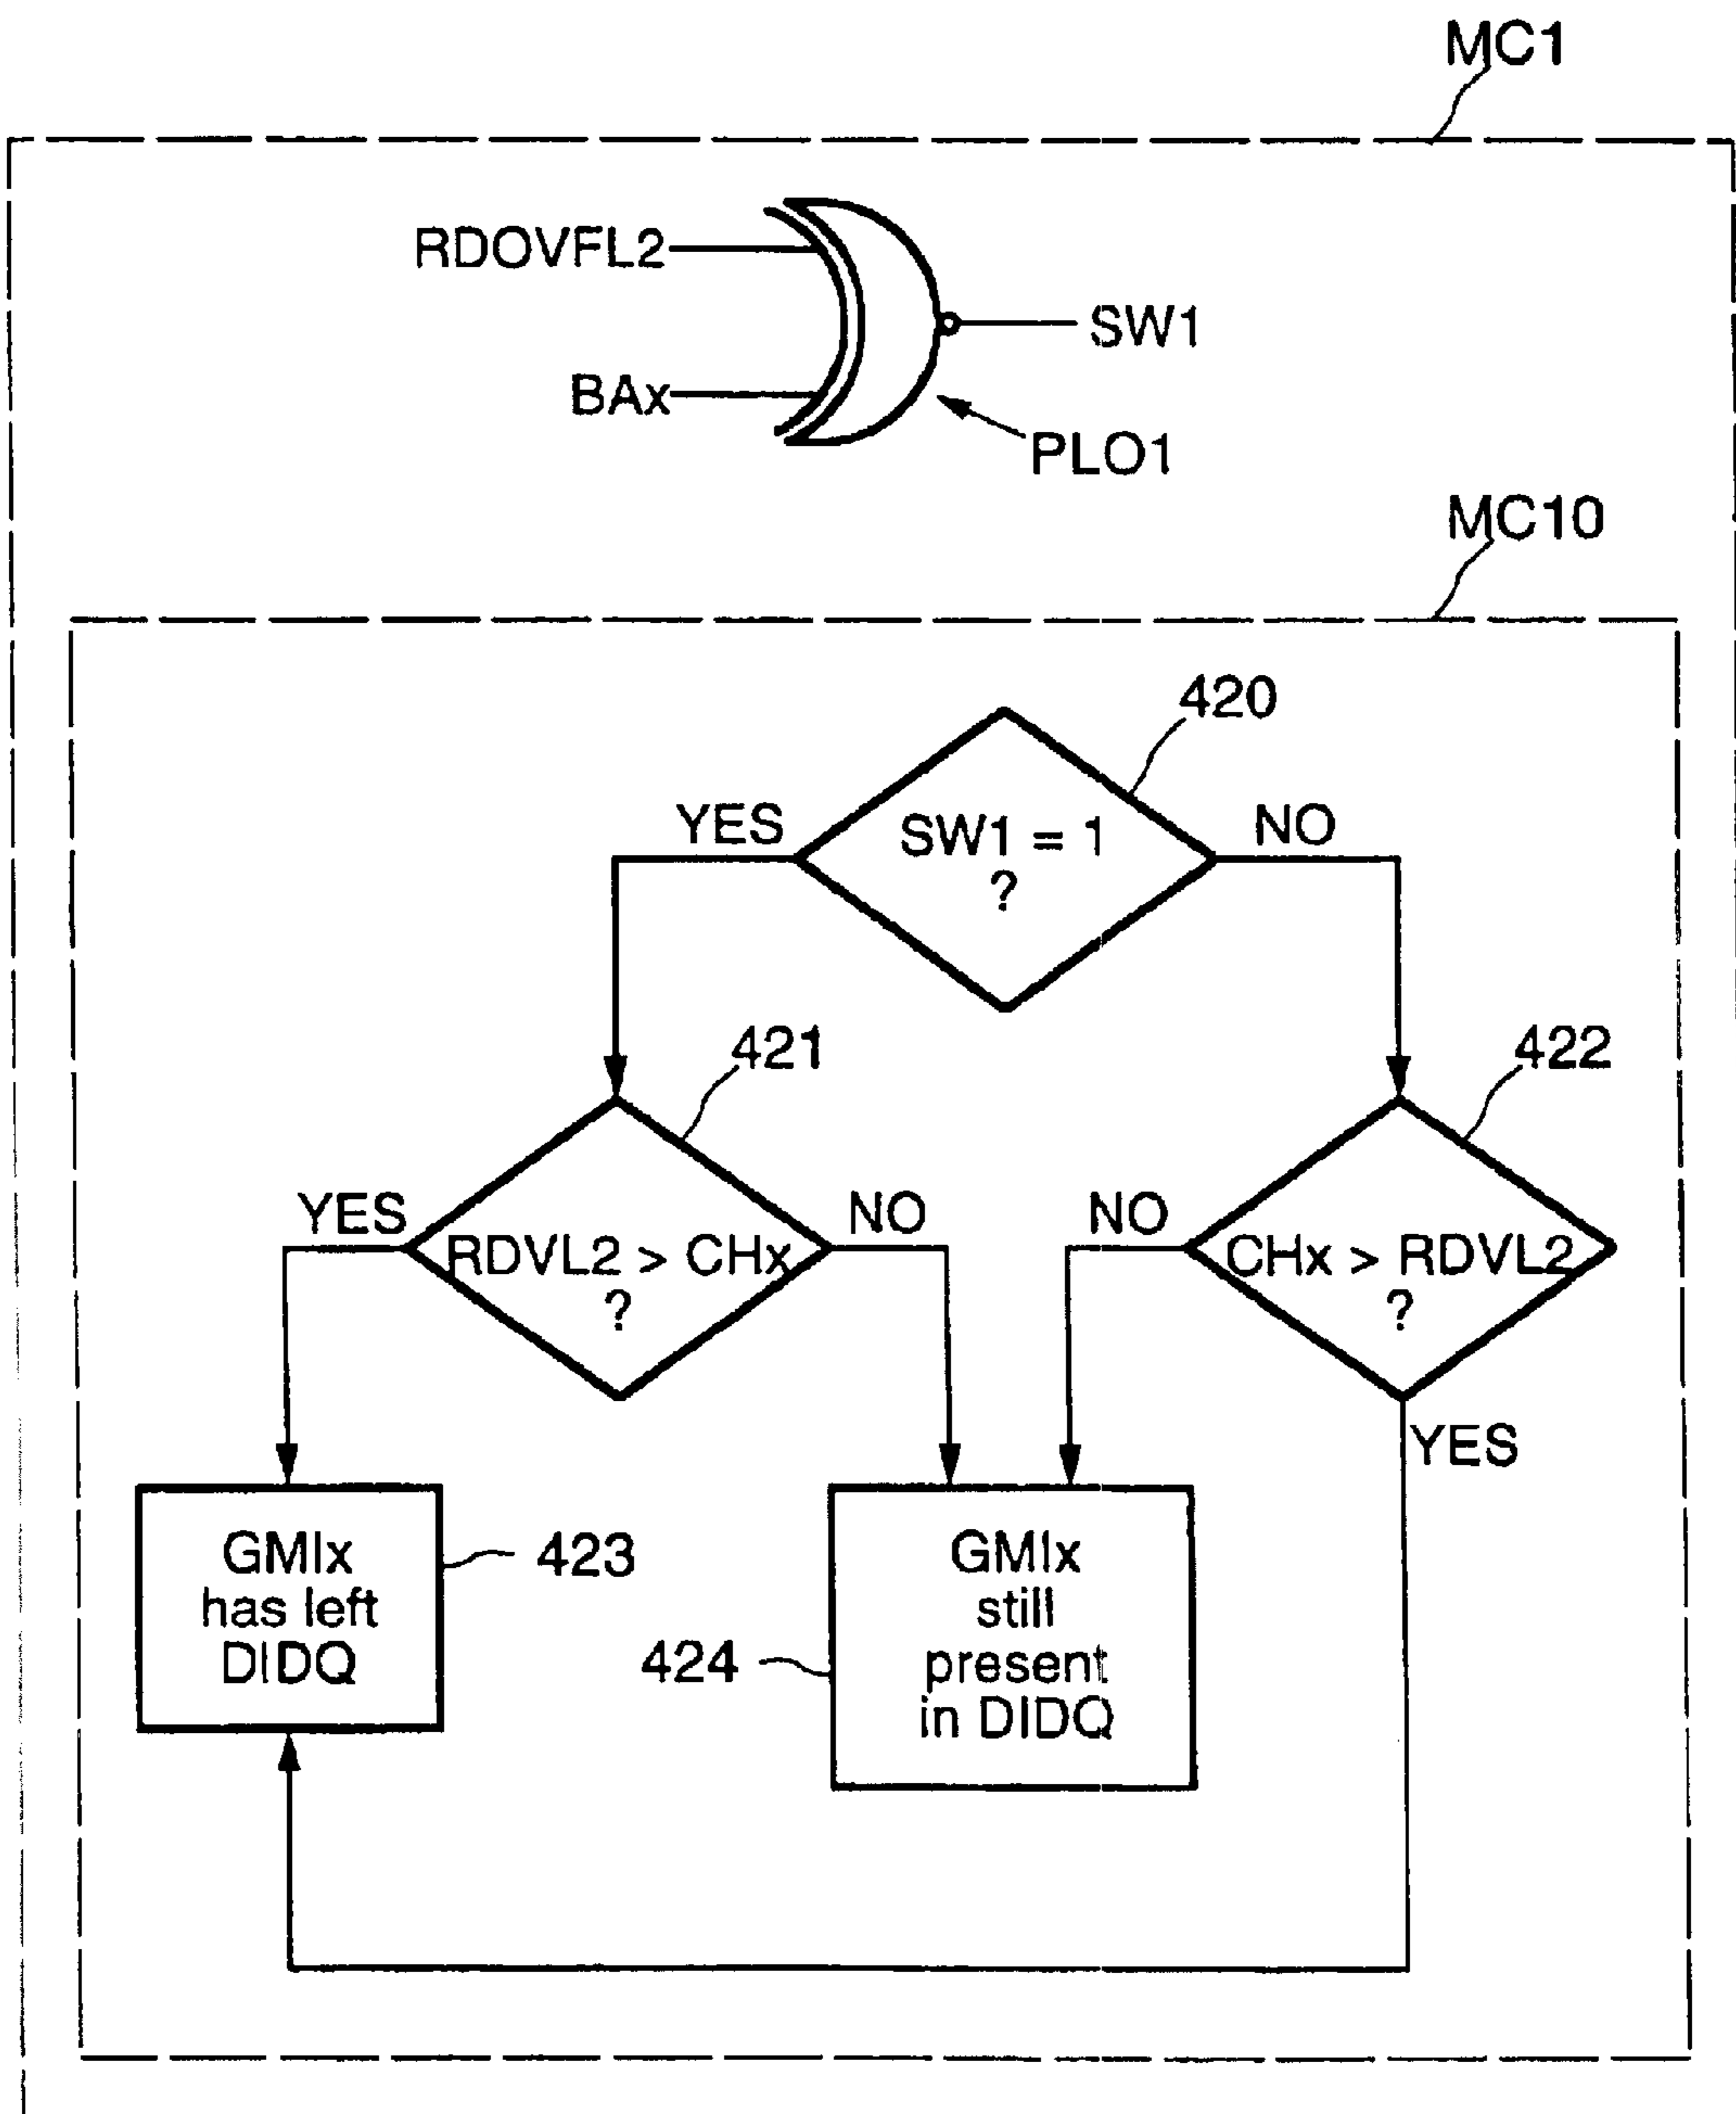 MC1
RDOVFL2
SW1
BAx
PLO1
MC10
420
YES
SW1 = 1
?
NO
421
422
YES
RDVL2 > CHx
?
NO
NO
CHx > RDVL2
?
YES
GMIx
has left
DIDQ
423
424
GMIx
still
present
in DIDQ